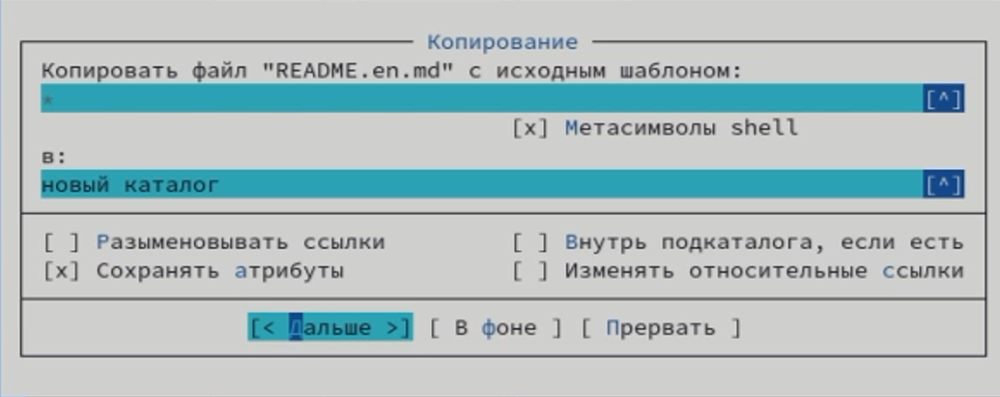 Копирование
Копировать файл "README.en.md" с исходным шаблоном:
* [^]
[x] Метасимволы shell
в:
новый каталог [^]
[ ] Разыменовывать ссылки [ ] Внутрь подкаталога, если есть
[x] Сохранять атрибуты [ ] Изменять относительные ссылки
[< Дальше >] [ В фоне ] [ Прервать ]